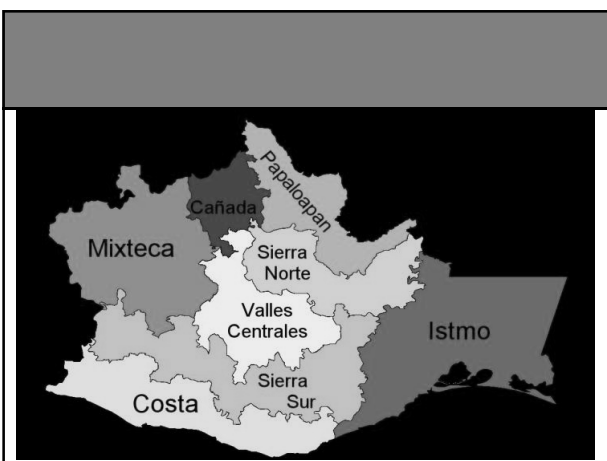 Papaloapan
Cañada
Mixteca
Sierra
Norte
Valles
Centrales
Istmo
Sierra
Sur
Costa